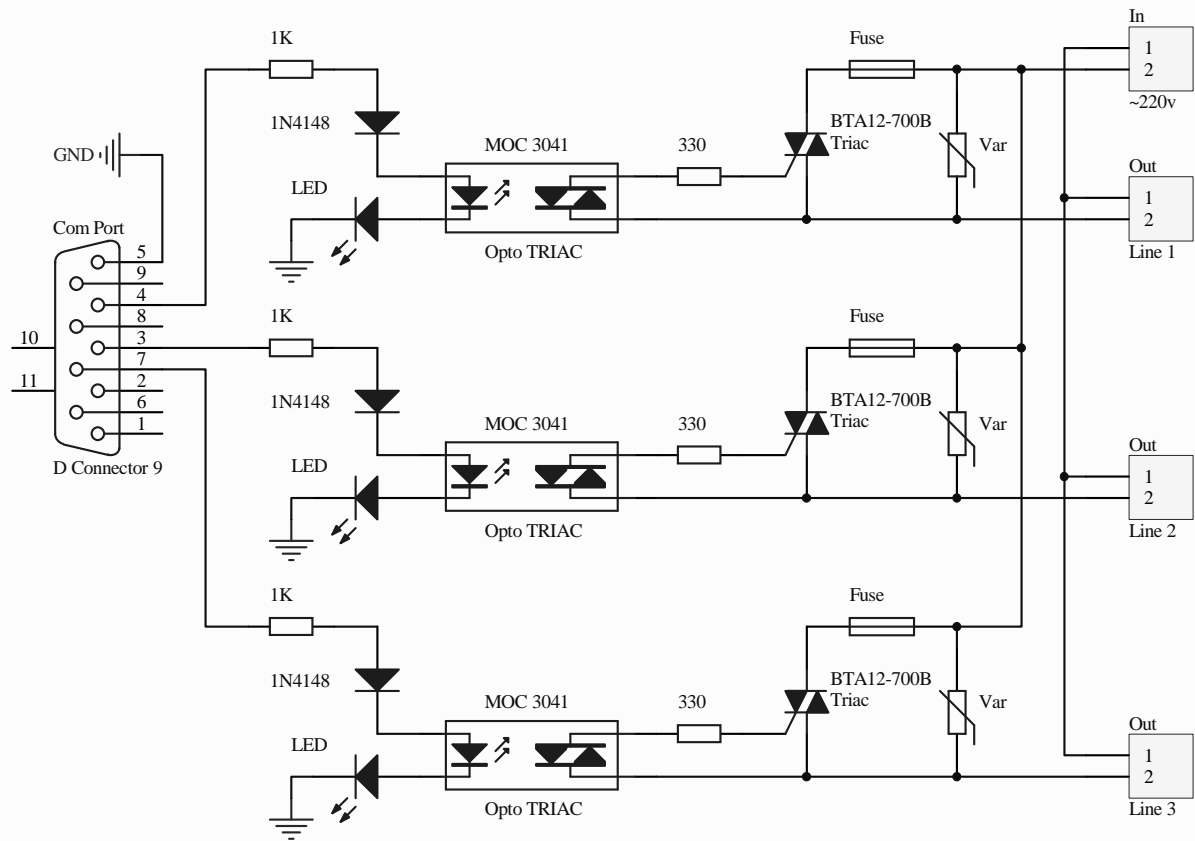 In
1K
Fuse
1
2
~220v
1N4148
BTA12-700B
Triac
MOC 3041
330
Var
GND
Out
LED
1
2
Com Port
Opto TRIAC
Line 1
5
9
4
8
3
7
2
6
1
10
11
D Connector 9
1K
Fuse
1N4148
BTA12-700B
Triac
MOC 3041
330
Var
Out
LED
1
2
Opto TRIAC
Line 2
1K
Fuse
1N4148
BTA12-700B
Triac
MOC 3041
330
Var
Out
LED
1
2
Opto TRIAC
Line 3